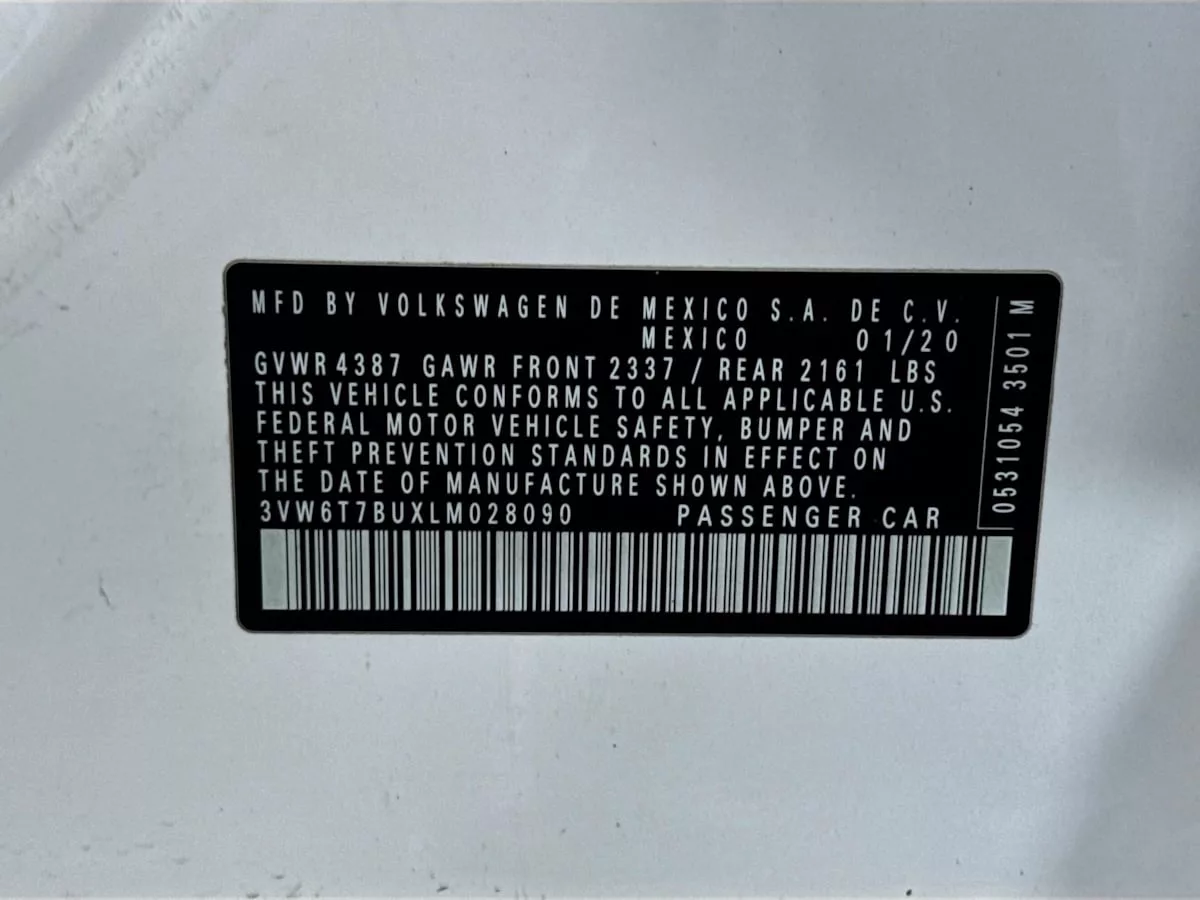 MFD BY VOLKSWAGEN DE MEXICO S.A. DE C.V.
MEXICO 01/20
GVWR 4387 GAWR FRONT 2337 / REAR 2161 LBS
THIS VEHICLE CONFORMS TO ALL APPLICABLE U.S.
FEDERAL MOTOR VEHICLE SAFETY, BUMPER AND
THEFT PREVENTION STANDARDS IN EFFECT ON
THE DATE OF MANUFACTURE SHOWN ABOVE.
3VW6T7BUXLM028090 PASSENGER CAR
0531054 3501 M